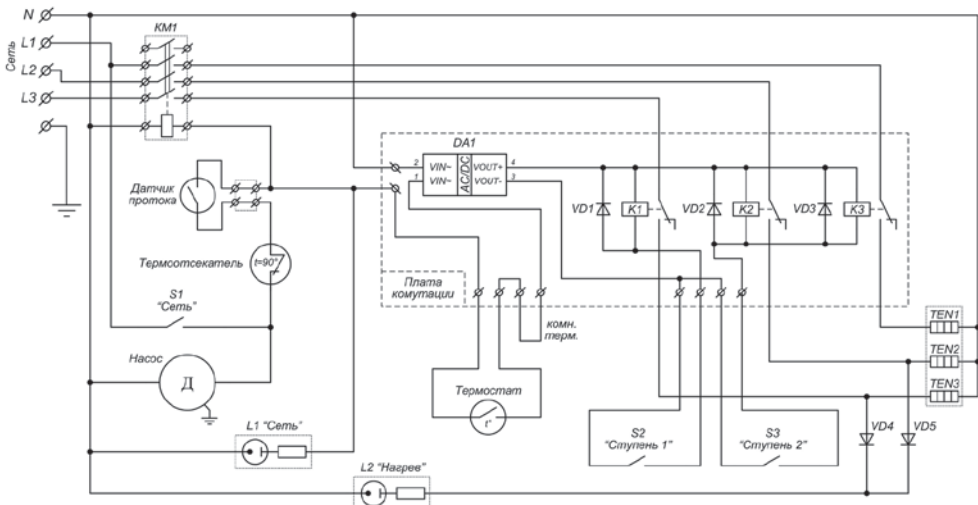 N
L1
L2
L3
Сеть
KM1
Датчик
протока
Термоотсекатель
t=90°
S1
"Сеть"
Насос
Д
L1 "Сеть"
L2 "Нагрев"
DA1
2
VIN~
VOUT+
4
1
VIN~
VOUT-
3
AC/DC
VD1
K1
VD2
K2
VD3
K3
Плата
комутации
комн.
терм.
Термостат
t°
S2
"Ступень 1"
S3
"Ступень 2"
TEN1
TEN2
TEN3
VD4
VD5